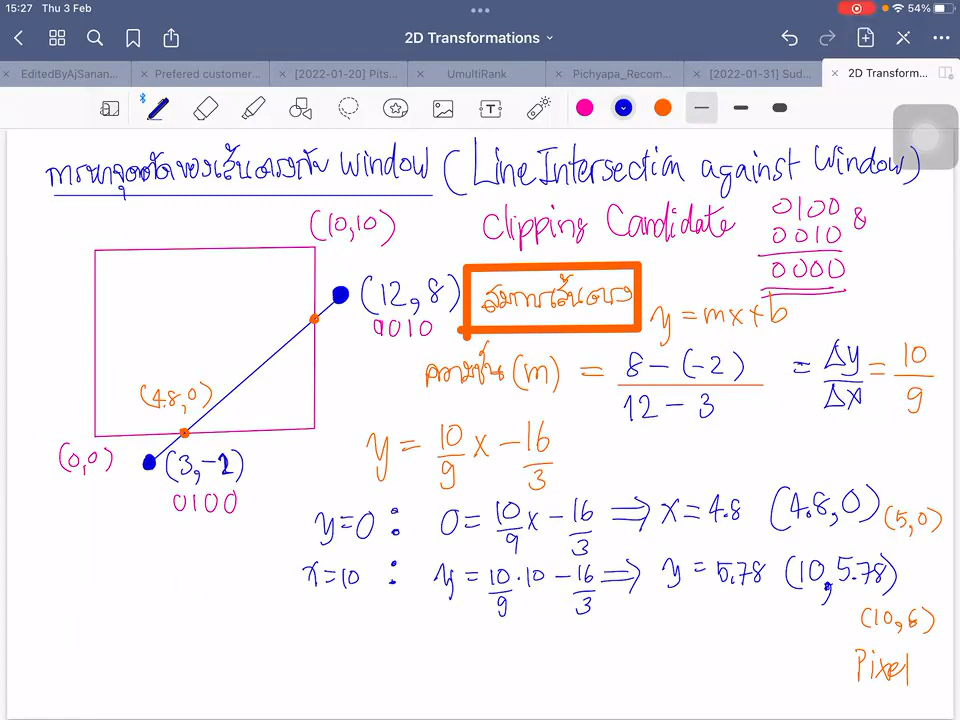 15:27 Thu 3 Feb
54%
2D Transformations
EditedByAjSanan...
Prefered customer...
[2022-01-20] Pits...
UmultiRank
Pichyapa_Recom...
[2022-01-31] Sud...
2D Transform...
การหาจุดตัดของเส้นตรงกับ Window (Line Intersection against Window)
(10,10)
Clipping Candidate
0100 &
0010
0000
(12,8)
0010
สมการเส้นตรง
y = mx+b
ความชัน (m) = 8-(-2) / 12-3 = Δy/Δx = 10/9
(4.8,0)
y = 10/9 x - 16/3
(0,0)
(3,-2)
0100
y=0 : 0 = 10/9 x - 16/3 ⇒ x = 4.8 (4.8,0) (5,0)
x=10 : y = 10/9 · 10 - 16/3 ⇒ y = 5.78 (10,5.78)
(10,6)
Pixel